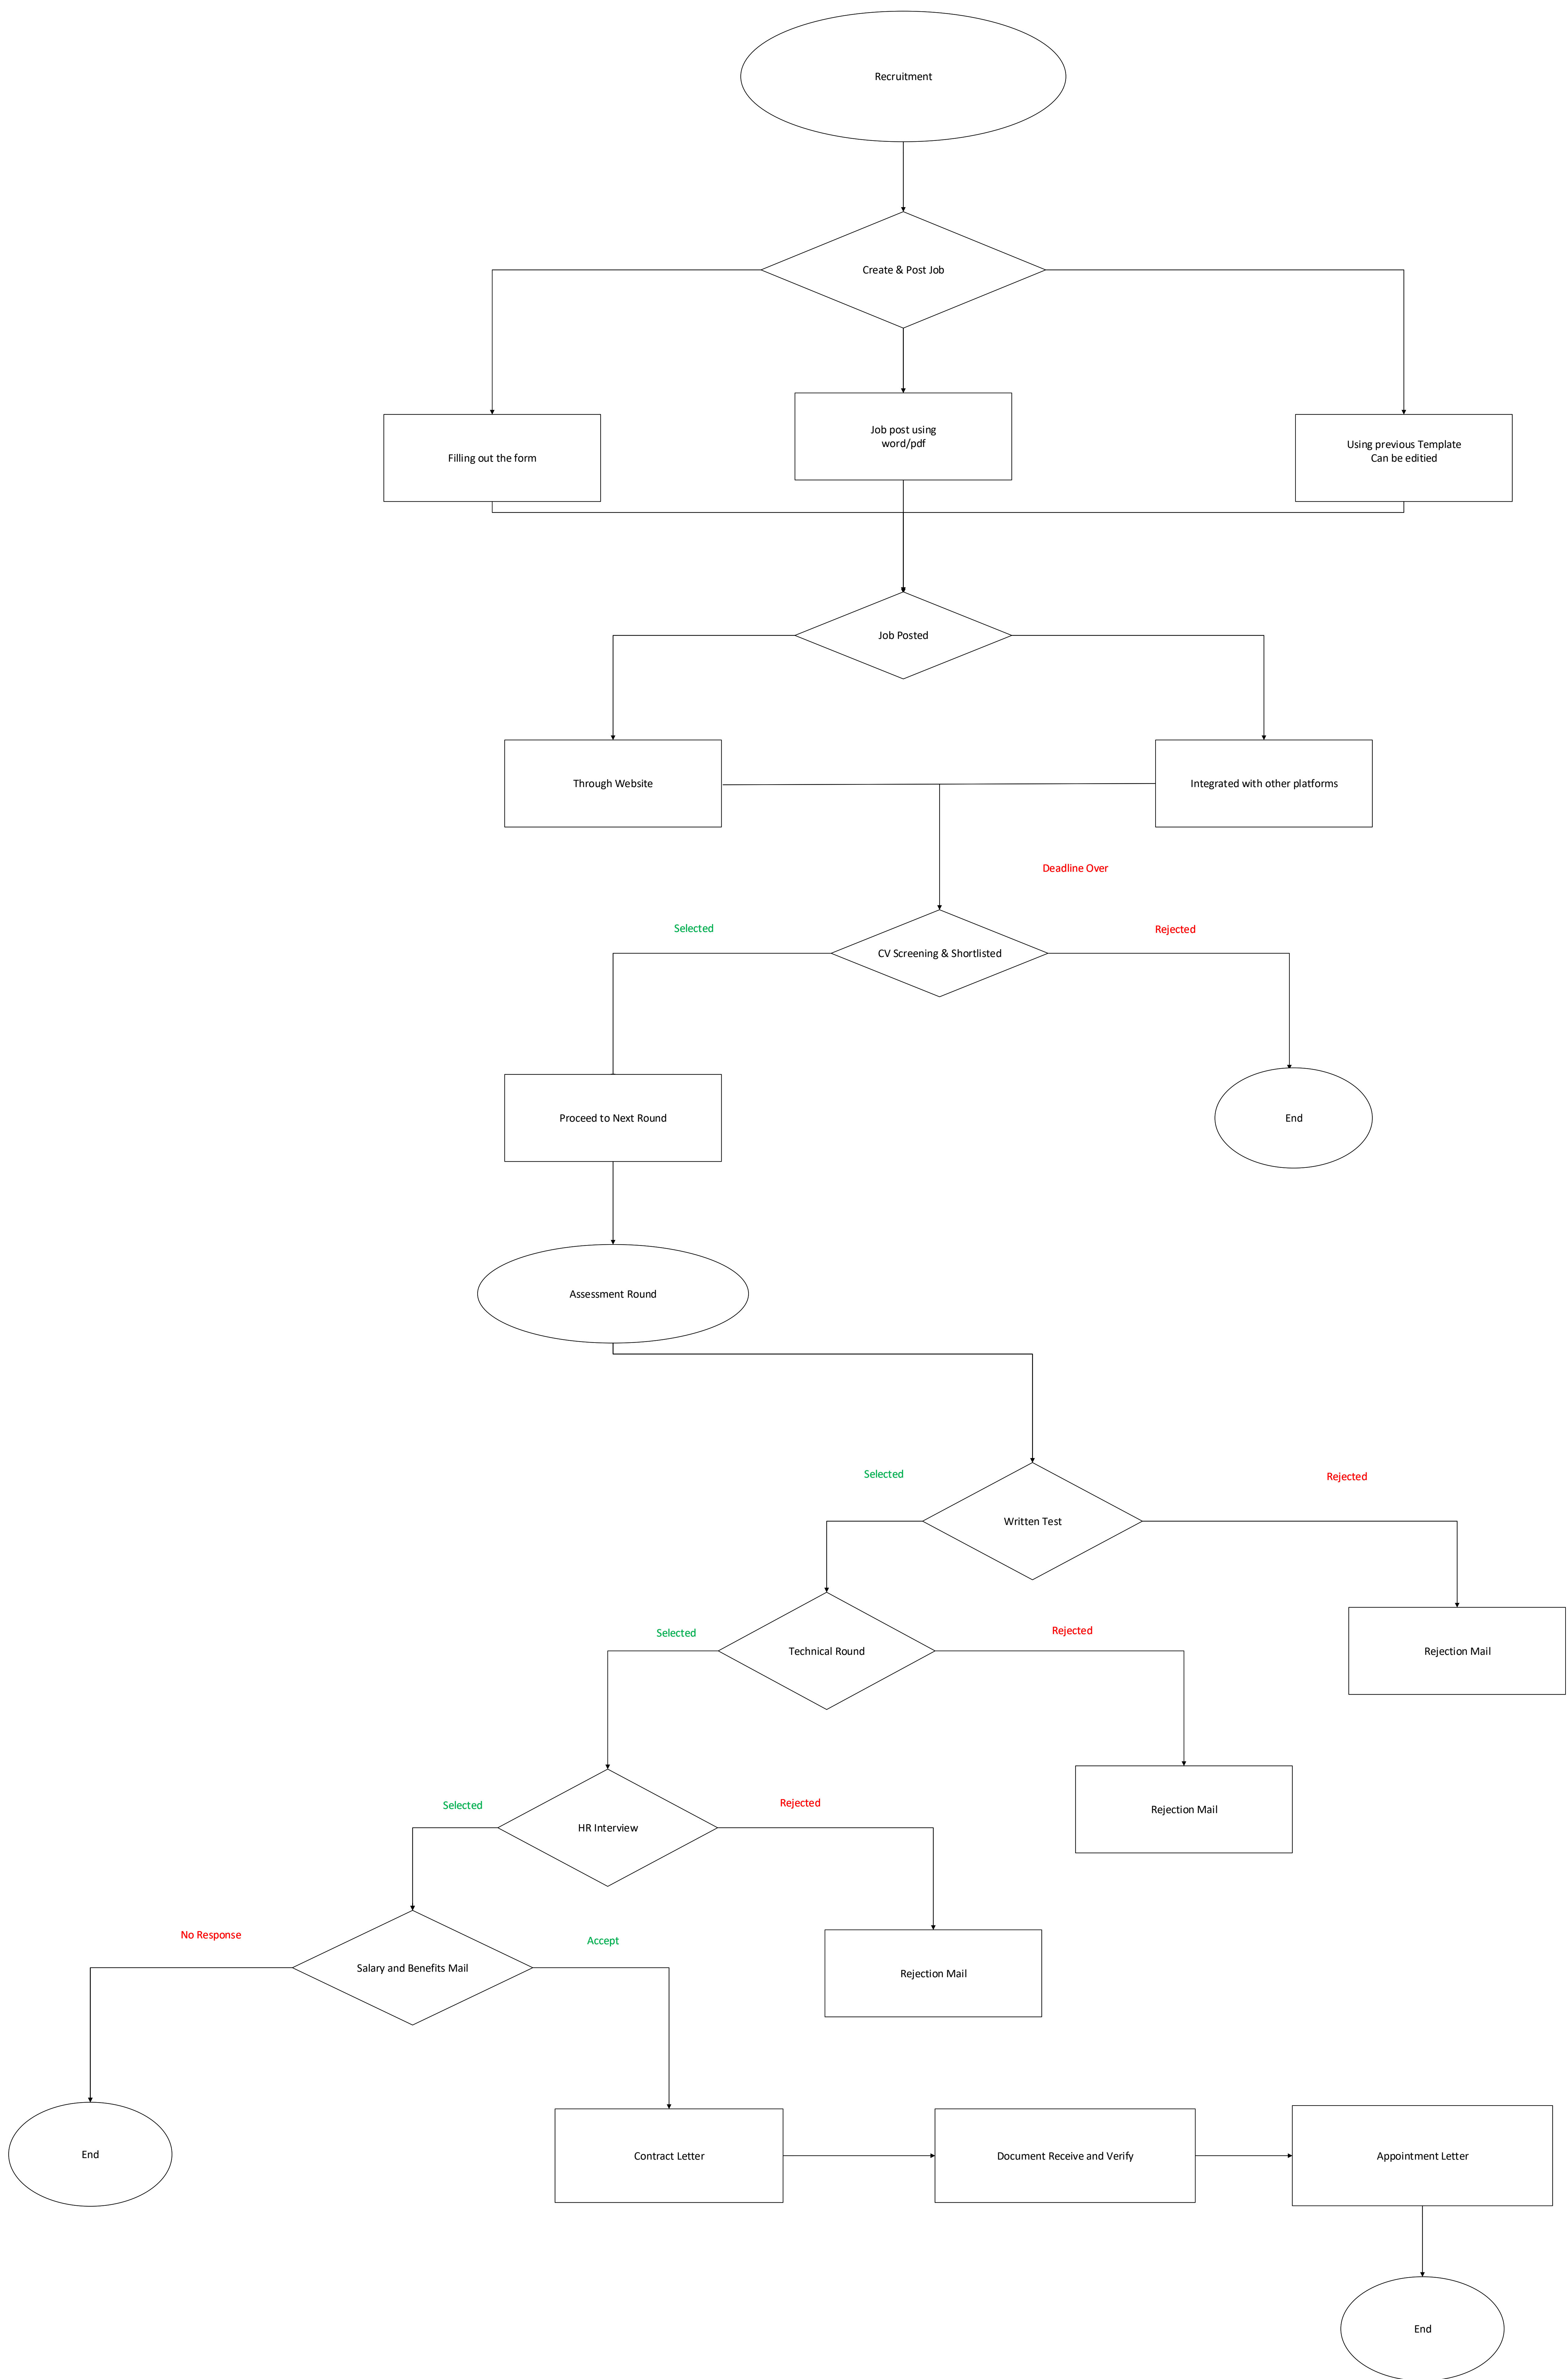 Recruitment
Create & Post Job
Filling out the form
Job post using
word/pdf
Using previous Template
Can be editied
Job Posted
Through Website
Integrated with other platforms
Deadline Over
Selected
Rejected
CV Screening & Shortlisted
Proceed to Next Round
End
Assessment Round
Selected
Rejected
Written Test
Selected
Rejected
Technical Round
Rejection Mail
Selected
Rejected
HR Interview
Rejection Mail
No Response
Accept
Salary and Benefits Mail
Rejection Mail
End
Contract Letter
Document Receive and Verify
Appointment Letter
End